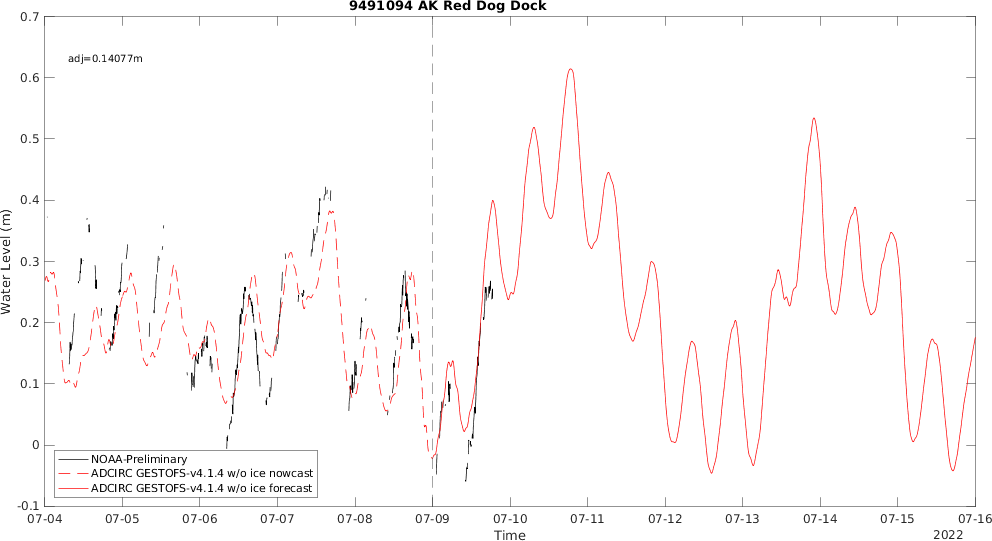 9491094 AK Red Dog Dock
0.7
adj=0.14077m
0.6
0.5
0.4
0.3
0.2
0.1
0
-0.1
Water Level (m)
NOAA-Preliminary
ADCIRC GESTOFS-v4.1.4 w/o ice nowcast
ADCIRC GESTOFS-v4.1.4 w/o ice forecast
07-04 07-05 07-06 07-07 07-08 07-09 07-10 07-11 07-12 07-13 07-14 07-15 07-16
Time
2022